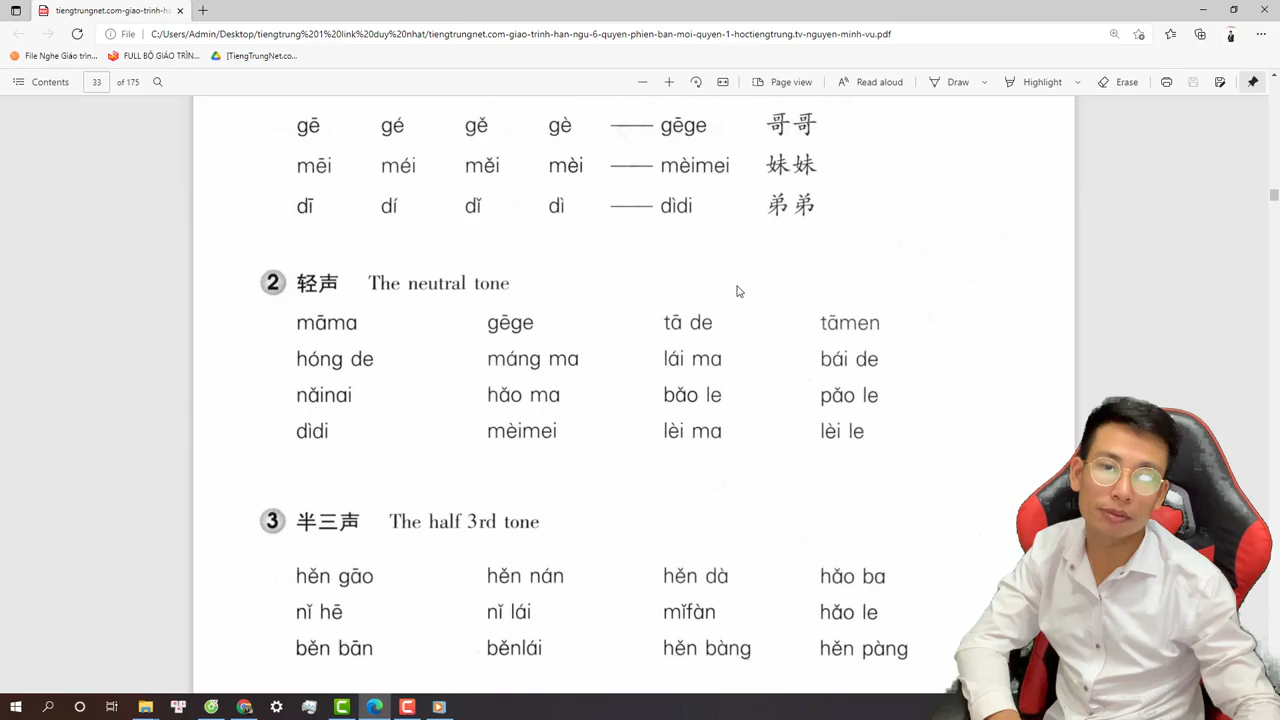 tiengtrungnet.com-giao-trinh-ha
File
C:/Users/Admin/Desktop/tiengtrung%201%20link%20duy%20nhat/tiengtrungnet.com-giao-trinh-han-ngu-6-quyen-phien-ban-moi-quyen-1-hoctiengtrung.tv-nguyen-minh-vu.pdf
File Nghe Giáo trìn... FULL BỘ GIÁO TRÌN... [TiengTrungNet.co...
Contents 33 of 175 Page view Read aloud Draw Highlight Erase
gē gé gě gè —— gēge 哥哥
mēi méi měi mèi —— mèimei 妹妹
dī dí dǐ dì —— dìdi 弟弟
2 轻声 The neutral tone
māma gēge tā de tāmen
hóng de máng ma lái ma bái de
nǎinai hǎo ma bǎo le pǎo le
dìdi mèimei lèi ma lèi le
3 半三声 The half 3rd tone
hěn gāo hěn nán hěn dà hǎo ba
nǐ hē nǐ lái mǐfàn hǎo le
běn bān běnlái hěn bàng hěn pàng